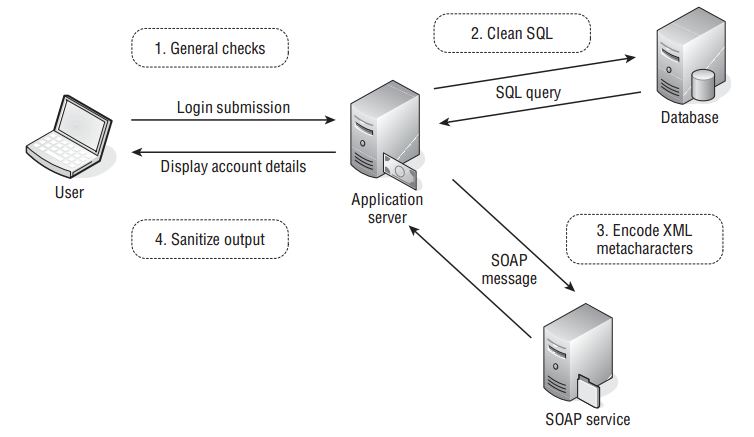 1. General checks
2. Clean SQL
Login submission
SQL query
Database
Display account details
User
Application
server
4. Sanitize output
3. Encode XML
metacharacters
SOAP
message
SOAP service